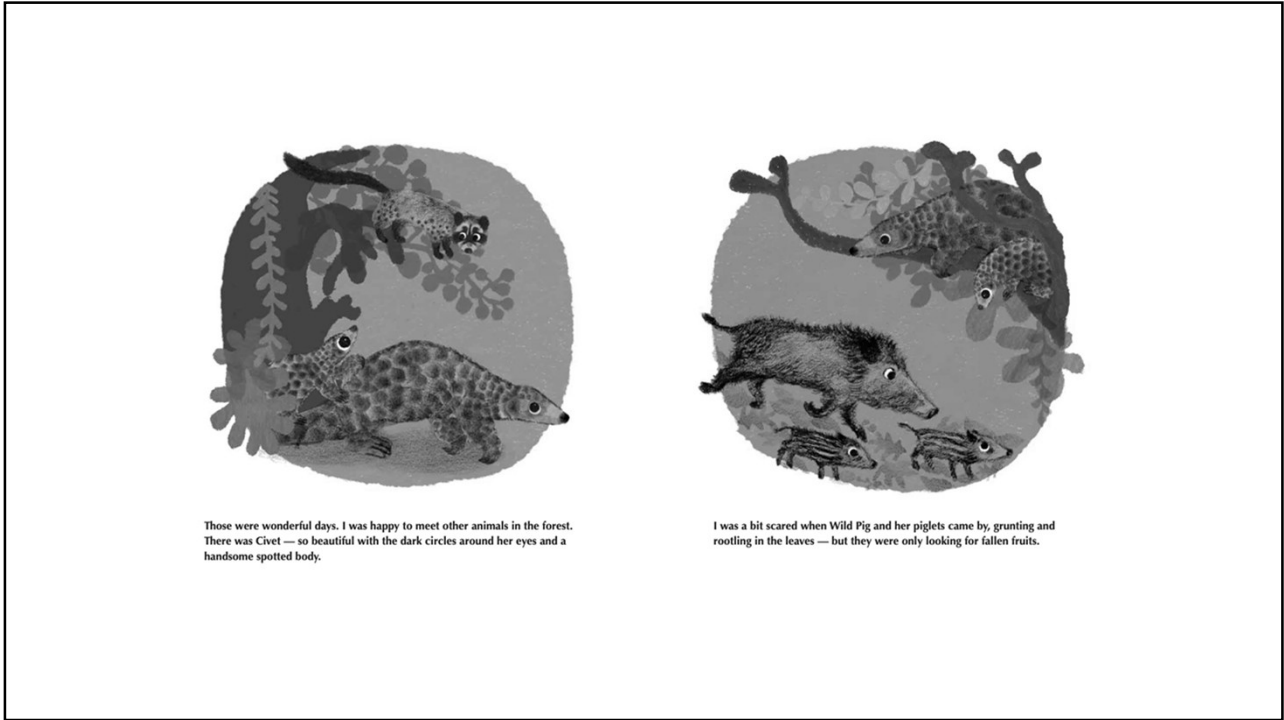 Those were wonderful days. I was happy to meet other animals in the forest.
There was Civet — so beautiful with the dark circles around her eyes and a
handsome spotted body.
I was a bit scared when Wild Pig and her piglets came by, grunting and
rootling in the leaves — but they were only looking for fallen fruits.